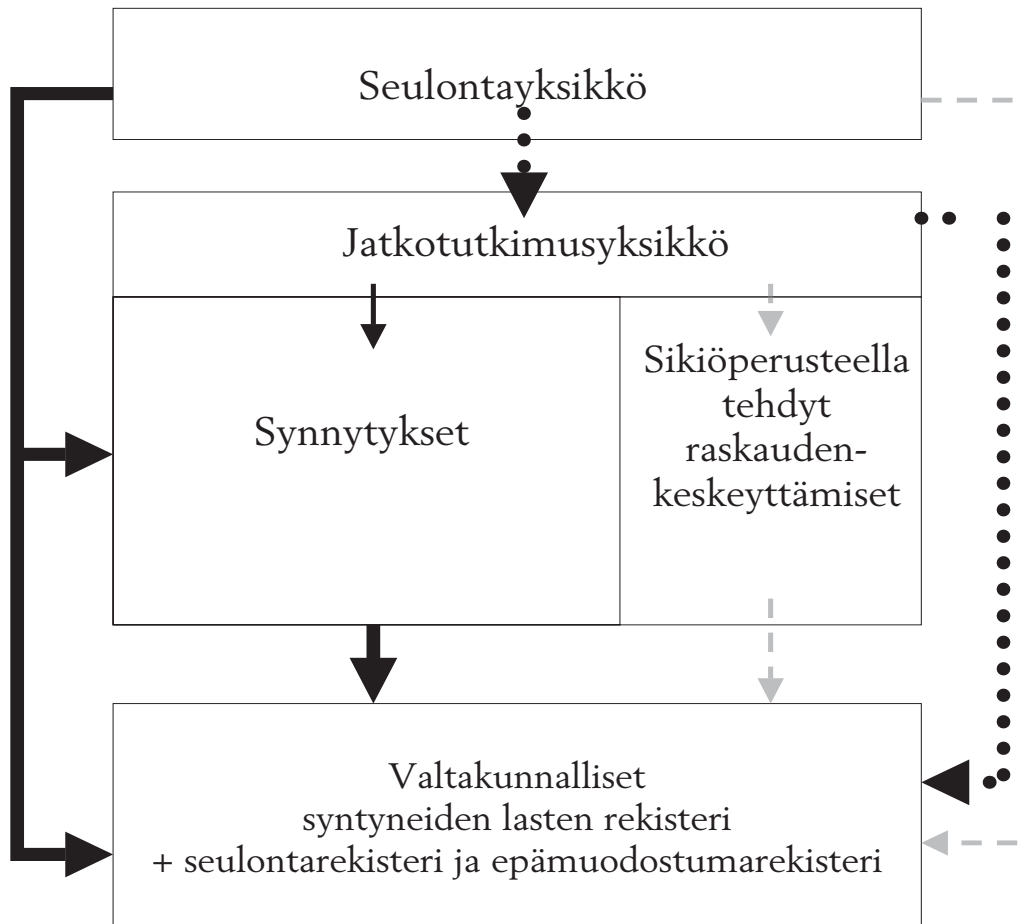 Seulontayksikkö
Jatkotutkimusyksikkö
Synnytykset
Sikiöperusteella
tehdyt
raskauden-
keskeyttämiset
Valtakunnalliset
syntyneiden lasten rekisteri
+ seulontarekisteri ja epämuodostumarekisteri